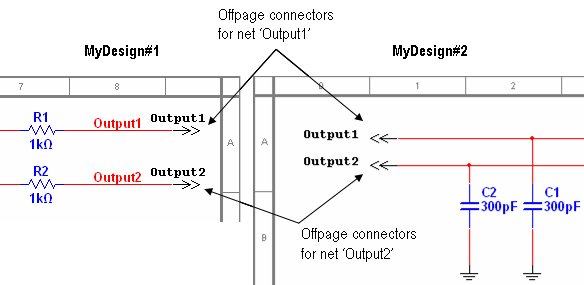 Offpage connectors
for net ‘Output1’
MyDesign#1
MyDesign#2
7
8
0
1
2
R1
Output1
Output1
1kΩ
A
A
Output1
R2
Output2
Output2
1kΩ
Output2
C2
300pF
C1
300pF
B
Offpage connectors
for net ‘Output2’